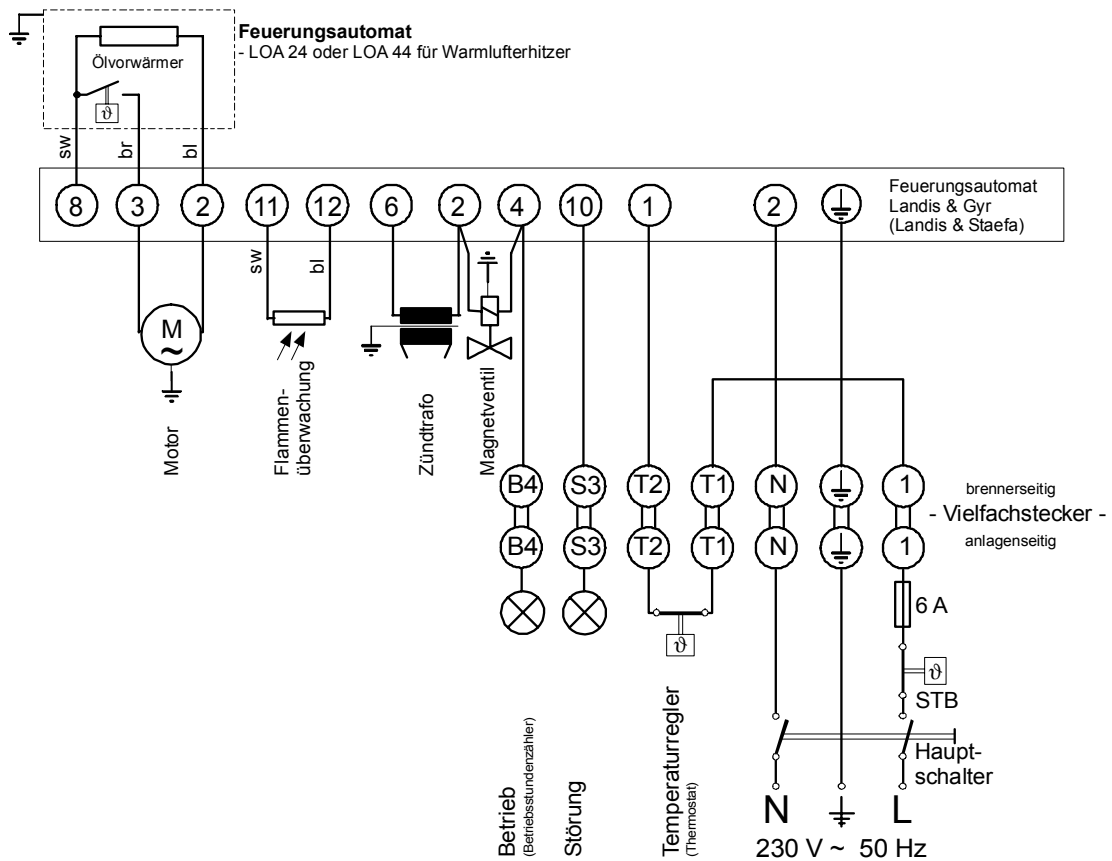 Feuerungsautomat
- LOA 24 oder LOA 44 für Warmlufterhitzer
Ölvorwärmer
ϑ
sw
br
bl
8
3
2
11
12
6
2
4
10
1
2
Feuerungsautomat
Landis & Gyr
(Landis & Staefa)
sw
bl
M
~
Motor
Flammen-
überwachung
Zündtrafo
Magnetventil
B4
S3
T2
T1
N
1
brennerseitig
- Vielfachstecker -
anlagenseitig
B4
S3
T2
T1
N
1
6 A
ϑ
ϑ
STB
Haupt-
schalter
Betrieb
(Betriebsstundenzähler)
Störung
Temperaturregler
(Thermostat)
N
L
230 V ~ 50 Hz